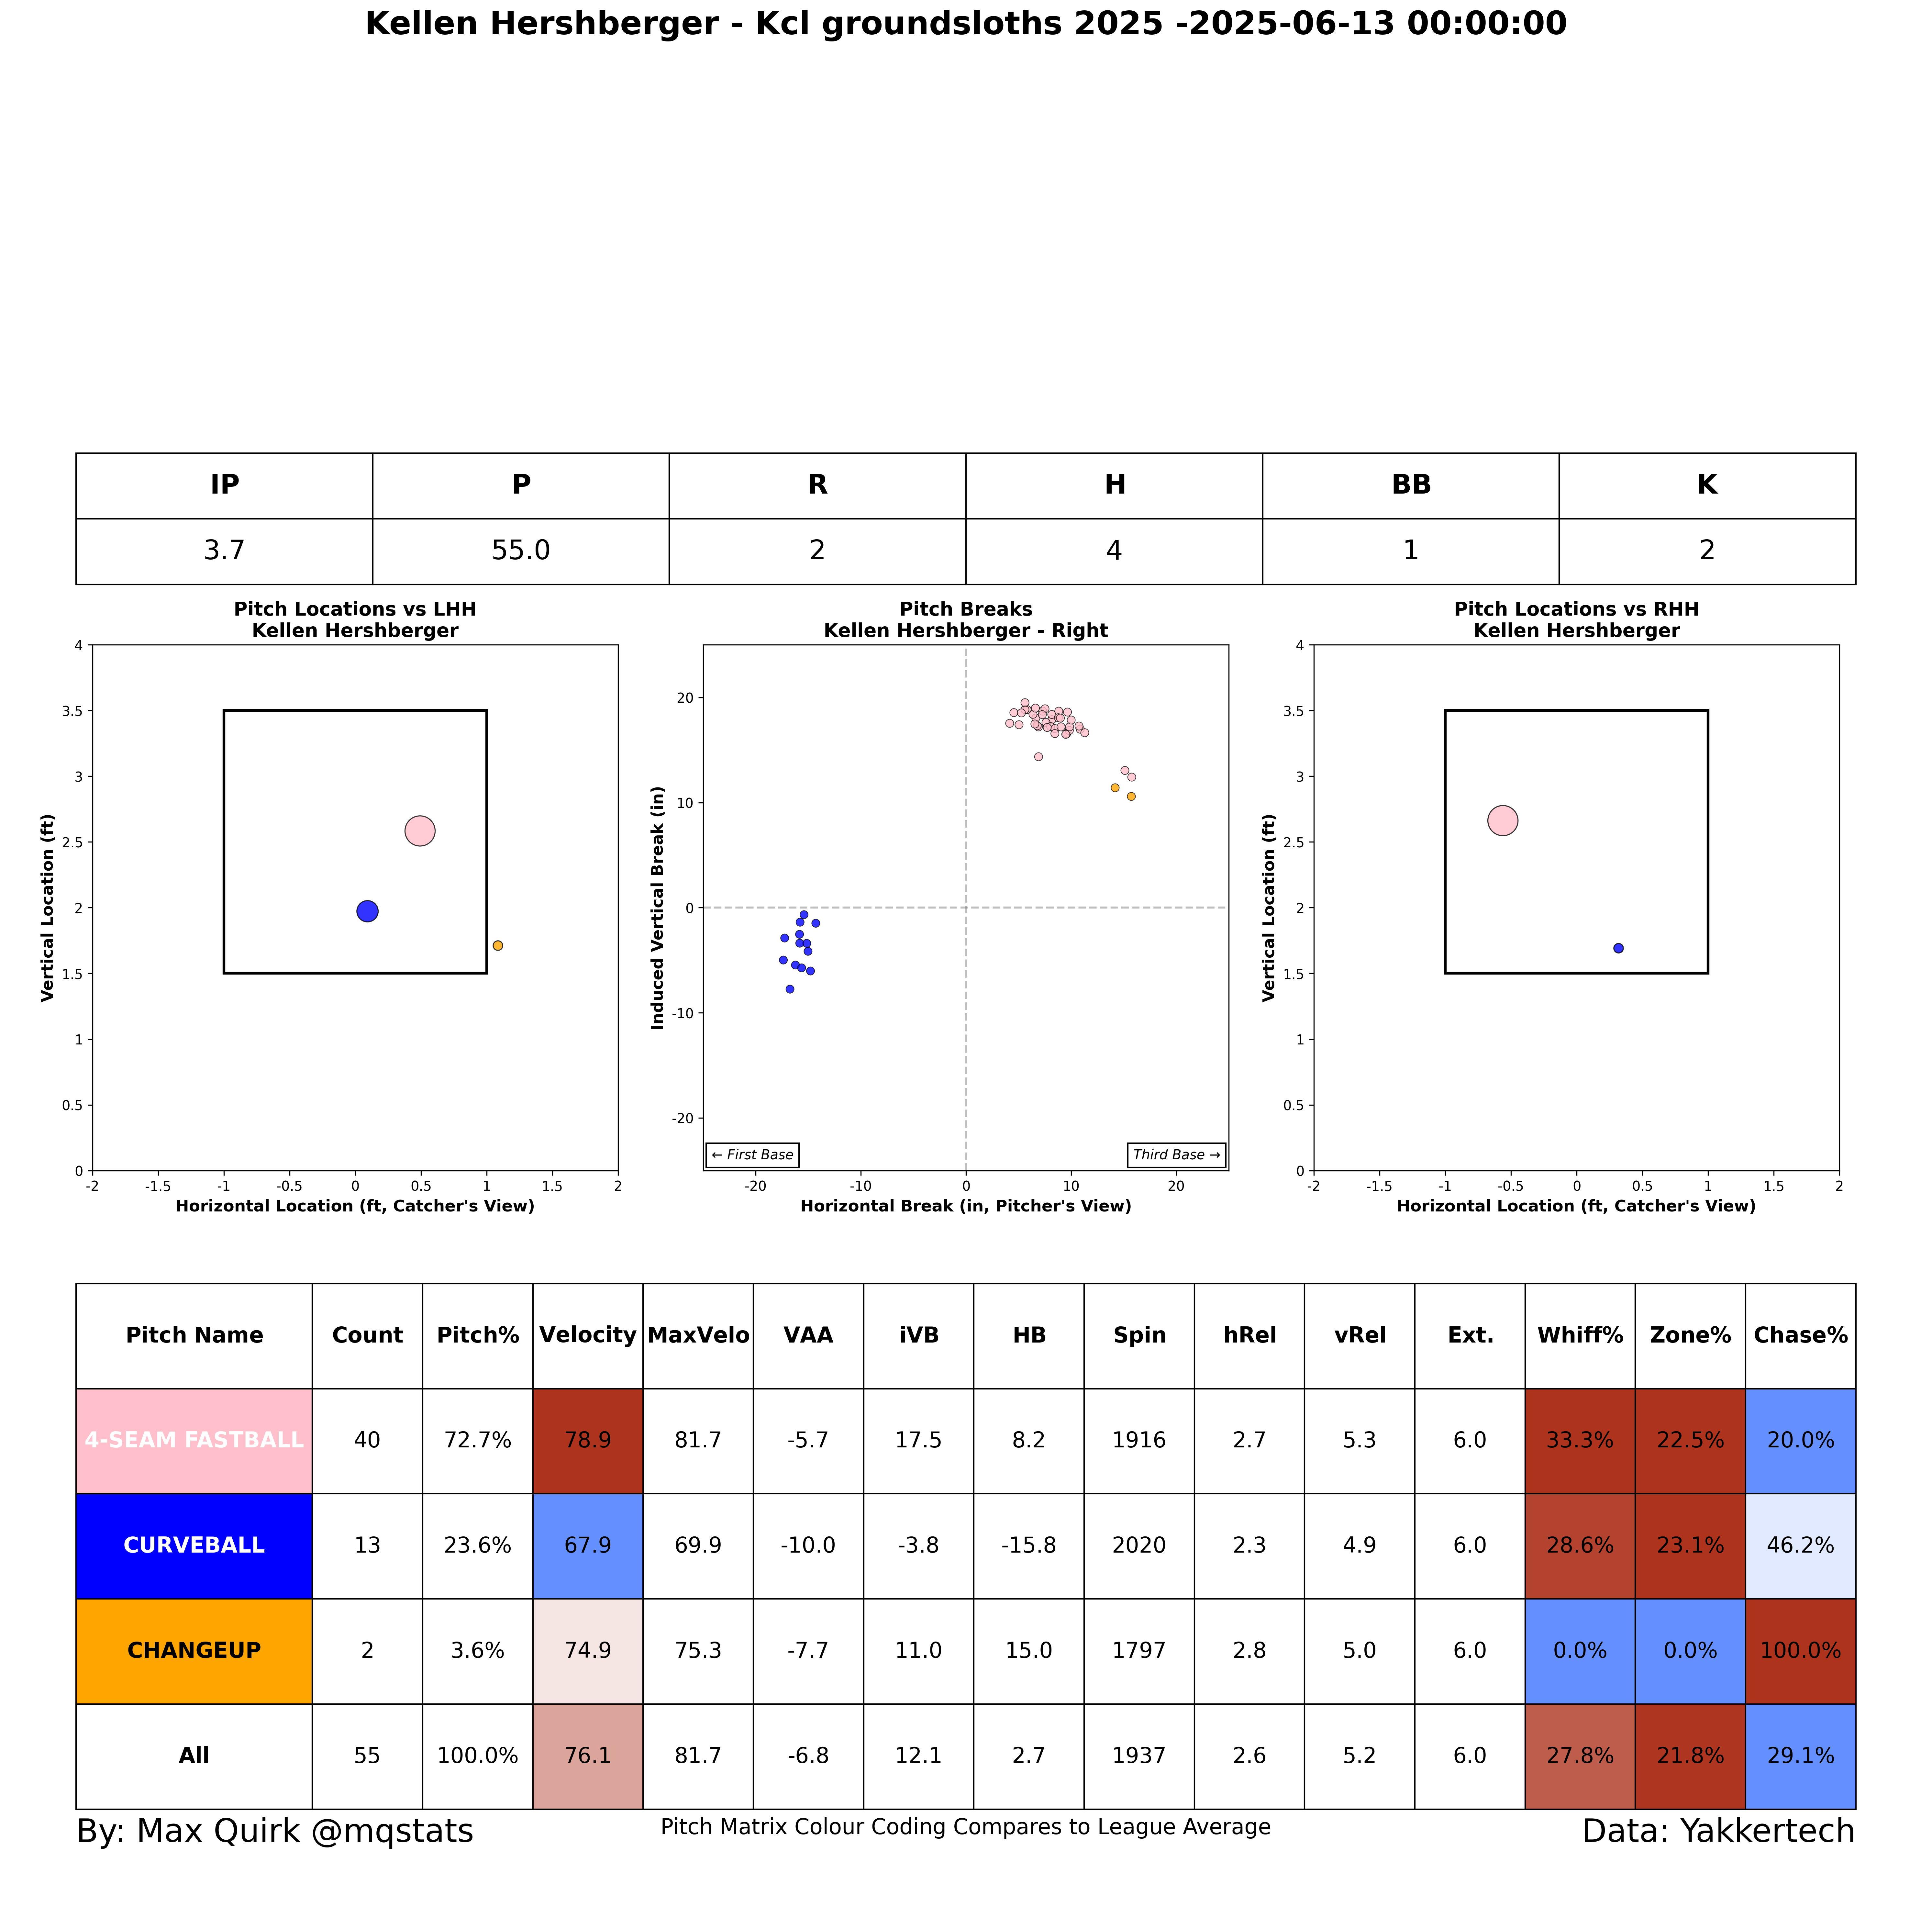 Kellen Hershberger - Kcl groundsloths 2025 -2025-06-13 00:00:00
IP P R H BB K
3.7 55.0 2 4 1 2
Pitch Locations vs LHH
Kellen Hershberger
4
3.5
3
2.5
2
1.5
1
0.5
0
Vertical Location (ft)
-2 -1.5 -1 -0.5 0 0.5 1 1.5 2
Horizontal Location (ft, Catcher's View)
Pitch Breaks
Kellen Hershberger - Right
20
10
0
-10
-20
Induced Vertical Break (in)
← First Base Third Base →
-20 -10 0 10 20
Horizontal Break (in, Pitcher's View)
Pitch Locations vs RHH
Kellen Hershberger
4
3.5
3
2.5
2
1.5
1
0.5
0
Vertical Location (ft)
-2 -1.5 -1 -0.5 0 0.5 1 1.5 2
Horizontal Location (ft, Catcher's View)
Pitch Name Count Pitch% Velocity MaxVelo VAA iVB HB Spin hRel vRel Ext. Whiff% Zone% Chase%
4-SEAM FASTBALL 40 72.7% 78.9 81.7 -5.7 17.5 8.2 1916 2.7 5.3 6.0 33.3% 22.5% 20.0%
CURVEBALL 13 23.6% 67.9 69.9 -10.0 -3.8 -15.8 2020 2.3 4.9 6.0 28.6% 23.1% 46.2%
CHANGEUP 2 3.6% 74.9 75.3 -7.7 11.0 15.0 1797 2.8 5.0 6.0 0.0% 0.0% 100.0%
All 55 100.0% 76.1 81.7 -6.8 12.1 2.7 1937 2.6 5.2 6.0 27.8% 21.8% 29.1%
By: Max Quirk @mqstats Pitch Matrix Colour Coding Compares to League Average Data: Yakkertech